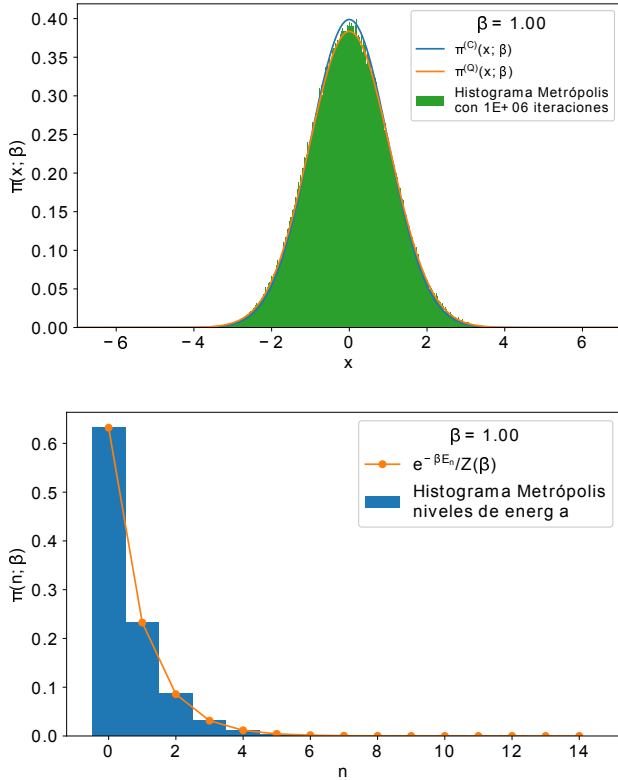 β = 1.00
π(C)(x; β)
π(Q)(x; β)
Histograma Metrópolis
con 1E+06 iteraciones
π(x; β)
0.40
0.35
0.30
0.25
0.20
0.15
0.10
0.05
0.00
−6 −4 −2 0 2 4 6
x
β = 1.00
e^{−βE_n}/Z(β)
Histograma Metrópolis
niveles de energ a
π(n; β)
0.6
0.5
0.4
0.3
0.2
0.1
0.0
0 2 4 6 8 10 12 14
n